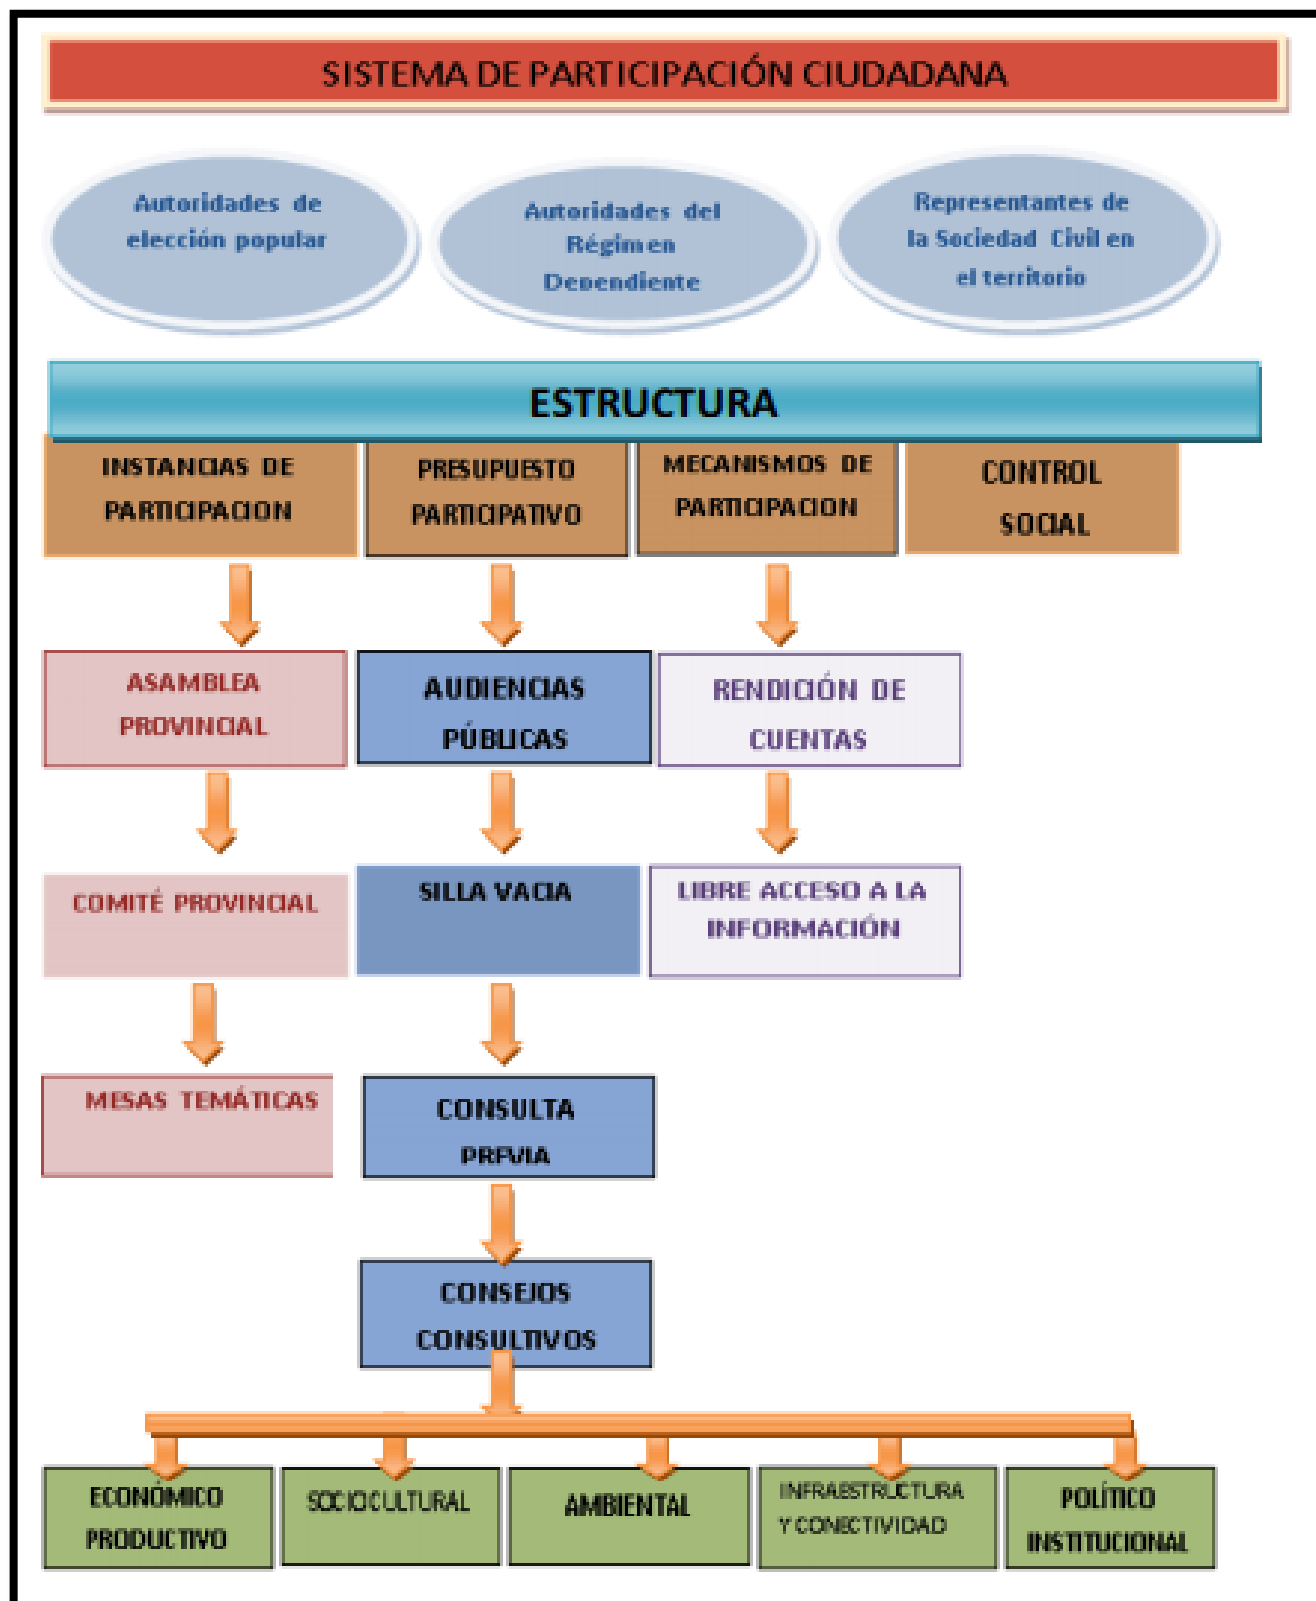 SISTEMA DE PARTICIPACIÓN CIUDADANA
Autoridades de
elección popular
Autoridades del
Régimen
Dependiente
Representantes de
la Sociedad Civil en
el territorio
ESTRUCTURA
INSTANCIAS DE
PARTICIPACION
PRESUPUESTO
PARTICIPATIVO
MECANISMOS DE
PARTICIPACION
CONTROL
SOCIAL
ASAMBLEA
PROVINCIAL
AUDIENCIAS
PÚBLICAS
RENDICIÓN DE
CUENTAS
COMITÉ PROVINCIAL
SILLA VACIA
LIBRE ACCESO A LA
INFORMACIÓN
MESAS TEMÁTICAS
CONSULTA
PREVIA
CONSEJOS
CONSULTIVOS
ECONÓMICO
PRODUCTIVO
SOCIOCULTURAL
AMBIENTAL
INFRAESTRUCTURA
Y CONECTIVIDAD
POLÍTICO
INSTITUCIONAL